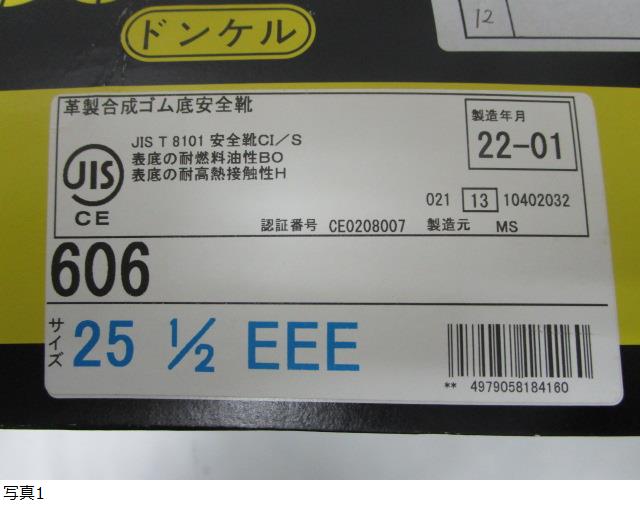 ドンケル
12
革製合成ゴム底安全靴
JIS T 8101 安全靴CI/S
表底の耐燃料油性BO
表底の耐高熱接触性H
JIS
CE
製造年月
22-01
021 13 10402032
認証番号 CE0208007 製造元 MS
606
サイズ 25 1/2 EEE
** 4979058184160
写真1